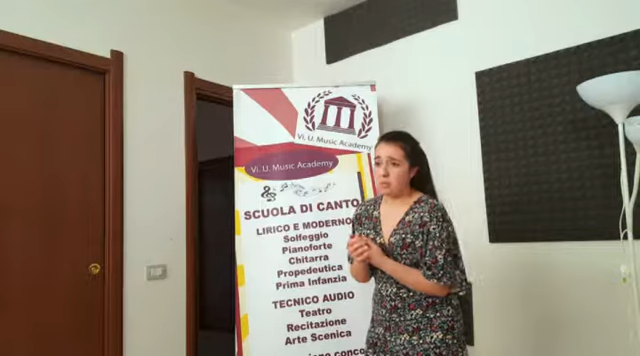 Vi. U. Music Academy
Vi. U. Music Academy
SCUOLA DI CANTO
LIRICO E MODERNO
Solfeggio
Pianoforte
Chitarra
Propedeutica
Prima Infanzia
TECNICO AUDIO
Teatro
Recitazione
Arte Scenica